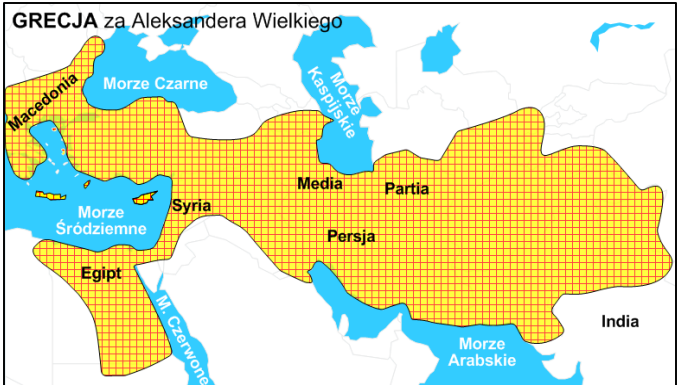 GRECJA za Aleksandera Wielkiego
Morze Czarne
Morze
Kaspijskie
Macedonia
Media
Partia
Syria
Morze
Śródziemne
Persja
Egipt
M. Czerwone
India
Morze
Arabskie